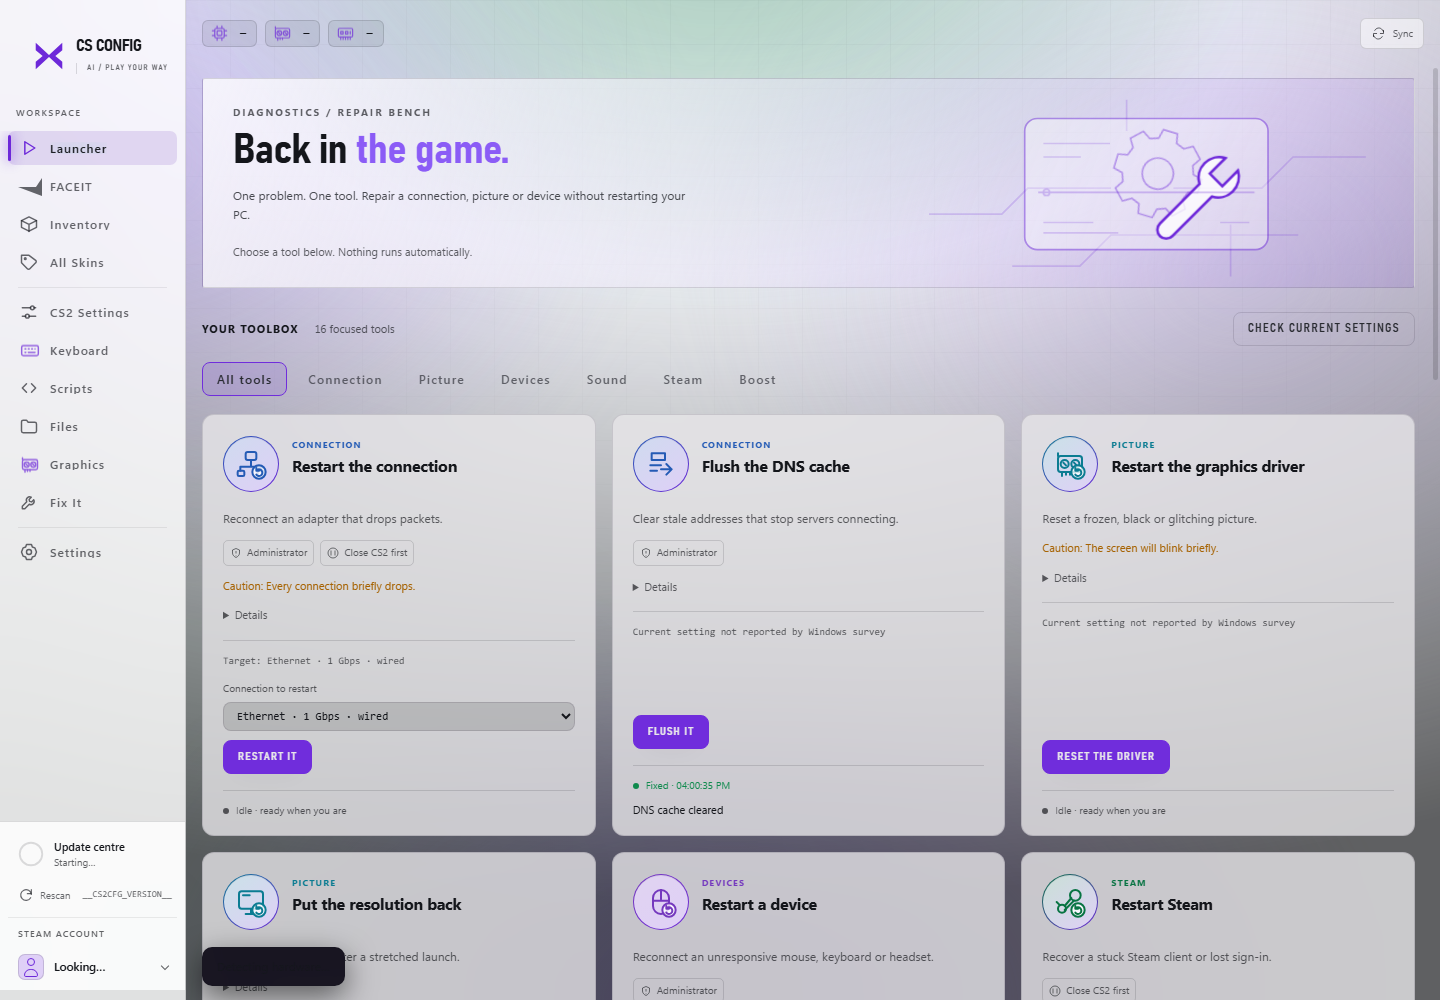 CS CONFIG
AI / PLAY YOUR WAY
WORKSPACE
Launcher
FACEIT
Inventory
All Skins
CS2 Settings
Keyboard
Scripts
Files
Graphics
Fix It
Settings
Update centre
Starting...
Rescan
__CS2CFG_VERSION__
STEAM ACCOUNT
Looking...
–
–
–
Sync
DIAGNOSTICS / REPAIR BENCH
Back in the game.
One problem. One tool. Repair a connection, picture or device without restarting your
PC.
Choose a tool below. Nothing runs automatically.
YOUR TOOLBOX 16 focused tools
CHECK CURRENT SETTINGS
All tools Connection Picture Devices Sound Steam Boost
CONNECTION
Restart the connection
Reconnect an adapter that drops packets.
Administrator Close CS2 first
Caution: Every connection briefly drops.
Details
Target: Ethernet · 1 Gbps · wired
Connection to restart
Ethernet · 1 Gbps · wired
RESTART IT
Idle · ready when you are
CONNECTION
Flush the DNS cache
Clear stale addresses that stop servers connecting.
Administrator
Details
Current setting not reported by Windows survey
FLUSH IT
Fixed · 04:00:35 PM
DNS cache cleared
PICTURE
Restart the graphics driver
Reset a frozen, black or glitching picture.
Caution: The screen will blink briefly.
Details
Current setting not reported by Windows survey
RESET THE DRIVER
Idle · ready when you are
PICTURE
Put the resolution back
a stretched launch.
Details
DEVICES
Restart a device
Reconnect an unresponsive mouse, keyboard or headset.
Administrator
STEAM
Restart Steam
Recover a stuck Steam client or lost sign-in.
Close CS2 first